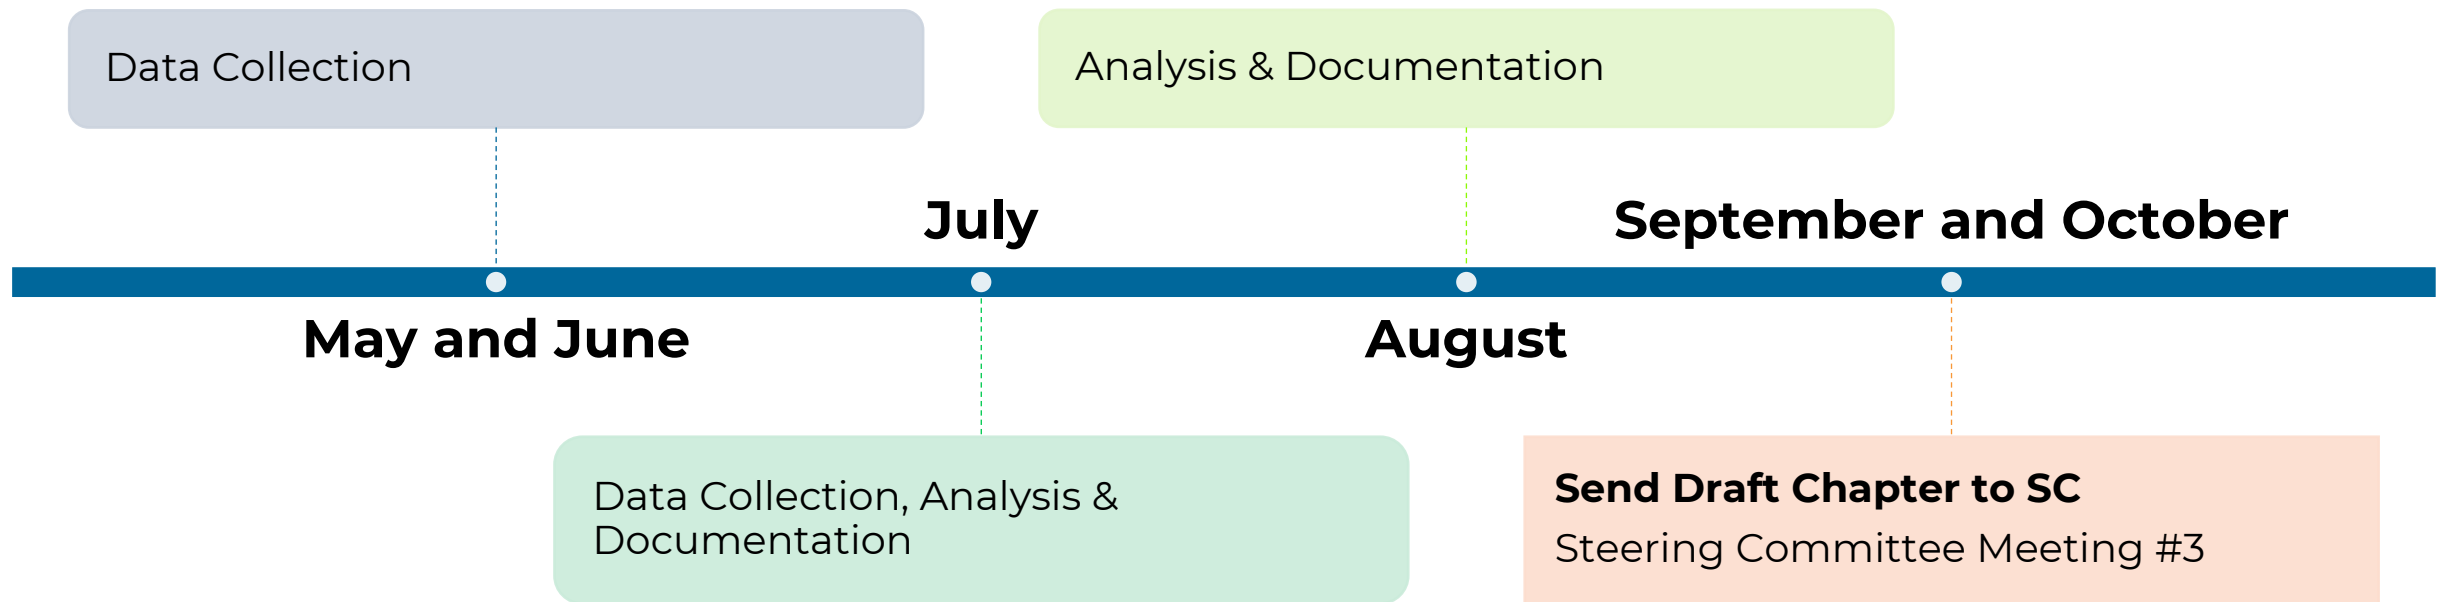 Data Collection
Analysis & Documentation
July
September and October
May and June
August
Data Collection, Analysis &
Documentation
Send Draft Chapter to SC
Steering Committee Meeting #3